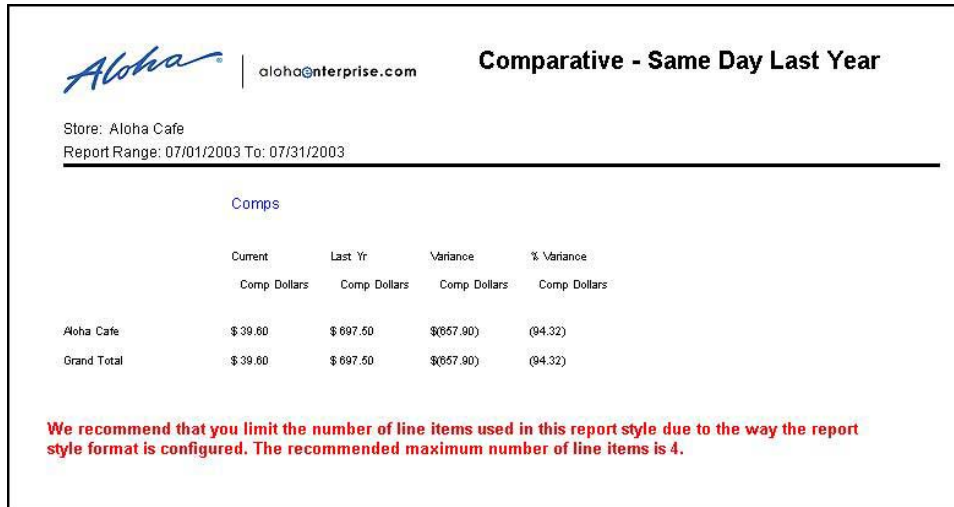 Aloha
alohaenterprise.com
Comparative - Same Day Last Year
Store: Aloha Cafe
Report Range: 07/01/2003 To: 07/31/2003
Comps
Current Last Yr Variance % Variance
Comp Dollars Comp Dollars Comp Dollars Comp Dollars
Aloha Cafe $ 39.60 $ 697.50 $(657.90) (94.32)
Grand Total $ 39.60 $ 697.50 $(657.90) (94.32)
We recommend that you limit the number of line items used in this report style due to the way the report
style format is configured. The recommended maximum number of line items is 4.